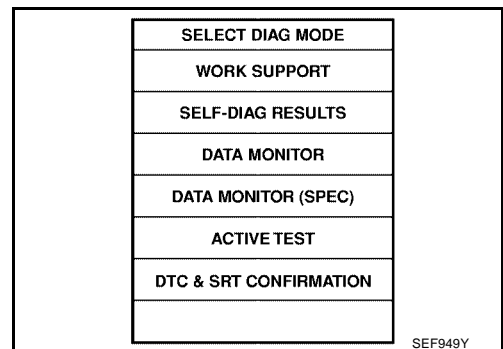 SELECT DIAG MODE
WORK SUPPORT
SELF-DIAG RESULTS
DATA MONITOR
DATA MONITOR (SPEC)
ACTIVE TEST
DTC & SRT CONFIRMATION
SEF949Y